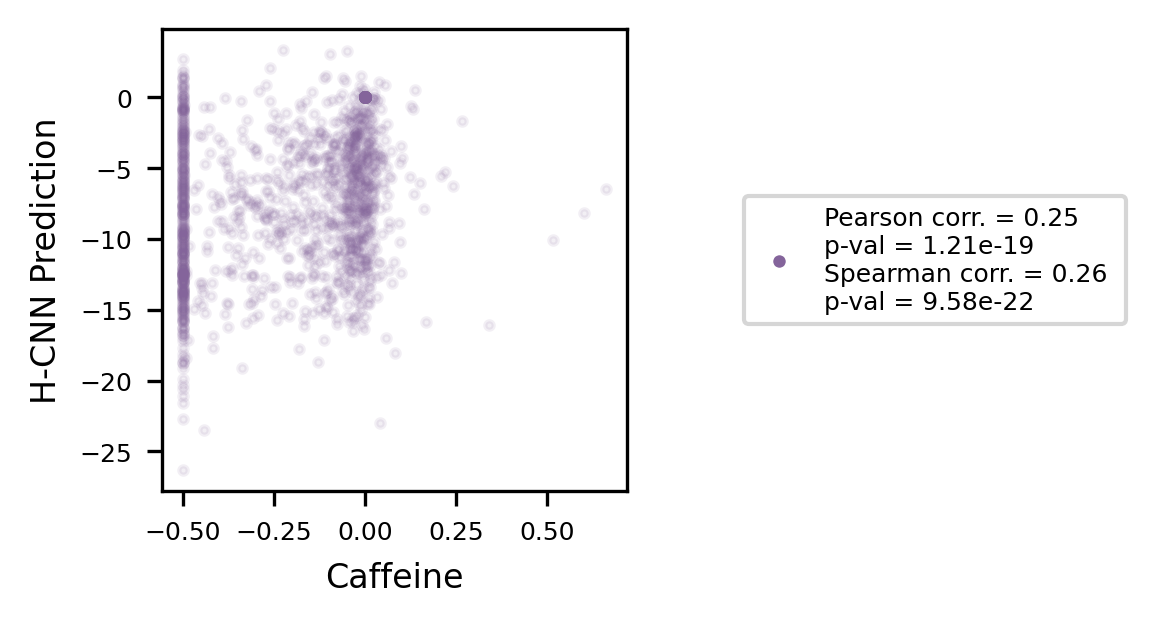 H-CNN Prediction
0
−5
−10
−15
−20
−25
−0.50 −0.25 0.00 0.25 0.50
Caffeine
Pearson corr. = 0.25
p-val = 1.21e-19
Spearman corr. = 0.26
p-val = 9.58e-22